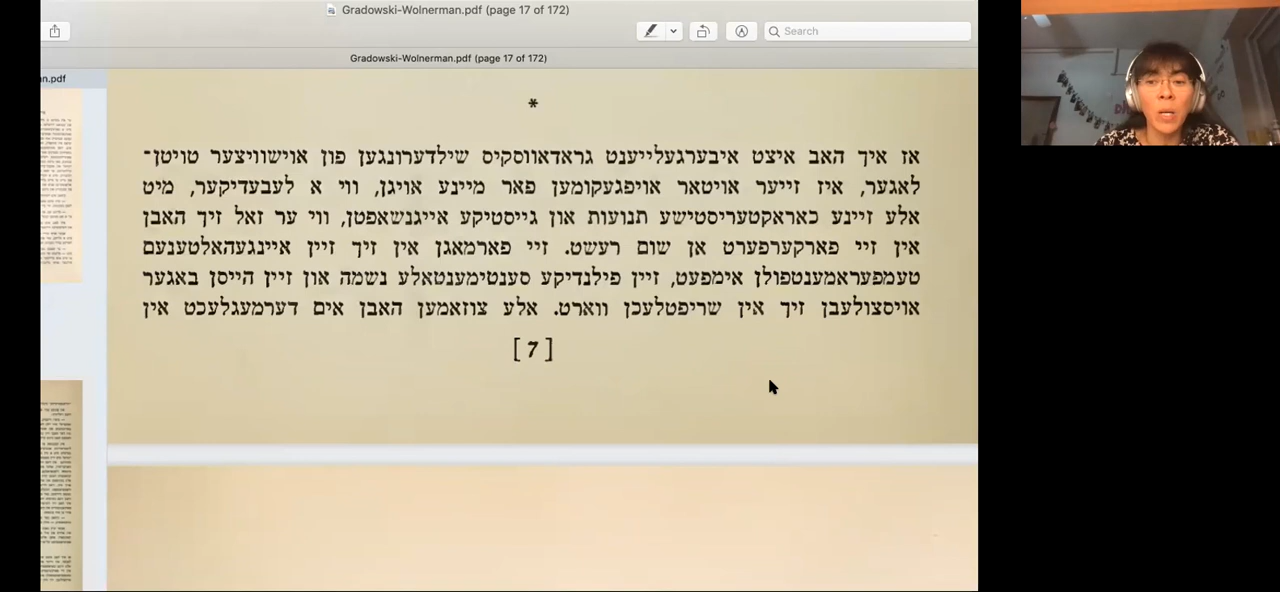 Gradowski-Wolnerman.pdf (page 17 of 172)
Search
Gradowski-Wolnerman.pdf (page 17 of 172)
an.pdf
*
אז איך האב איצט איבערגעלייענט גראדאווסקיס שילדערונגען פון אוישוויצער טויטן־
לאגער, איז זייער אויטאר אויפגעקומען פאר מיינע אויגן, ווי א לעבעדיקער, מיט
אלע זיינע כאראקטעריסטישע תנועות און גייסטיקע אייגנשאפטן, ווי ער זאל זיך האבן
אין זיי פארקערפערט אן שום רעשט. זיי פארמאגן אין זיך זיין איינגעהאלטענעם
טעמפעראמענטפולן אימפעט, זיין פילנדיקע סענטימענטאלע נשמה און זיין הייסן באגער
אויסצולעבן זיך אין שריפטלעכן ווארט. אלע צוזאמען האבן אים דערמעגלעכט אין
[7]